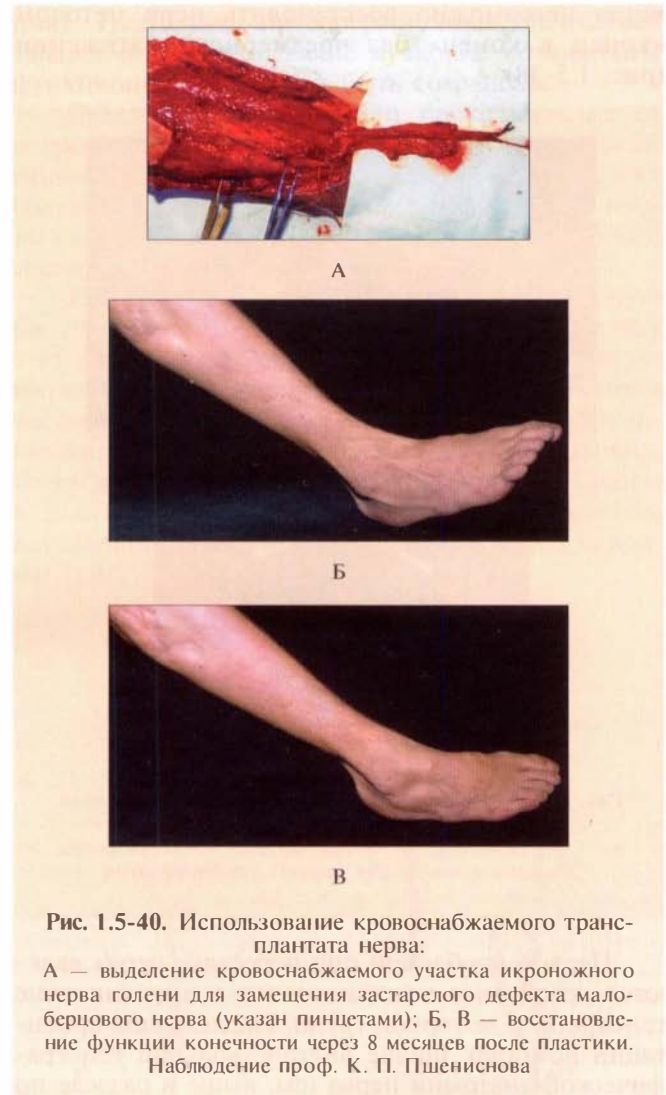 А
Б
В
Рис. 1.5-40. Использование кровоснабжаемого транс-
плантата нерва:
А — выделение кровоснабжаемого участка икроножного
нерва голени для замещения застарелого дефекта мало-
берцового нерва (указан пинцетами); Б, В — восстановле-
ние функции конечности через 8 месяцев после пластики.
Наблюдение проф. К. П. Пшениснова